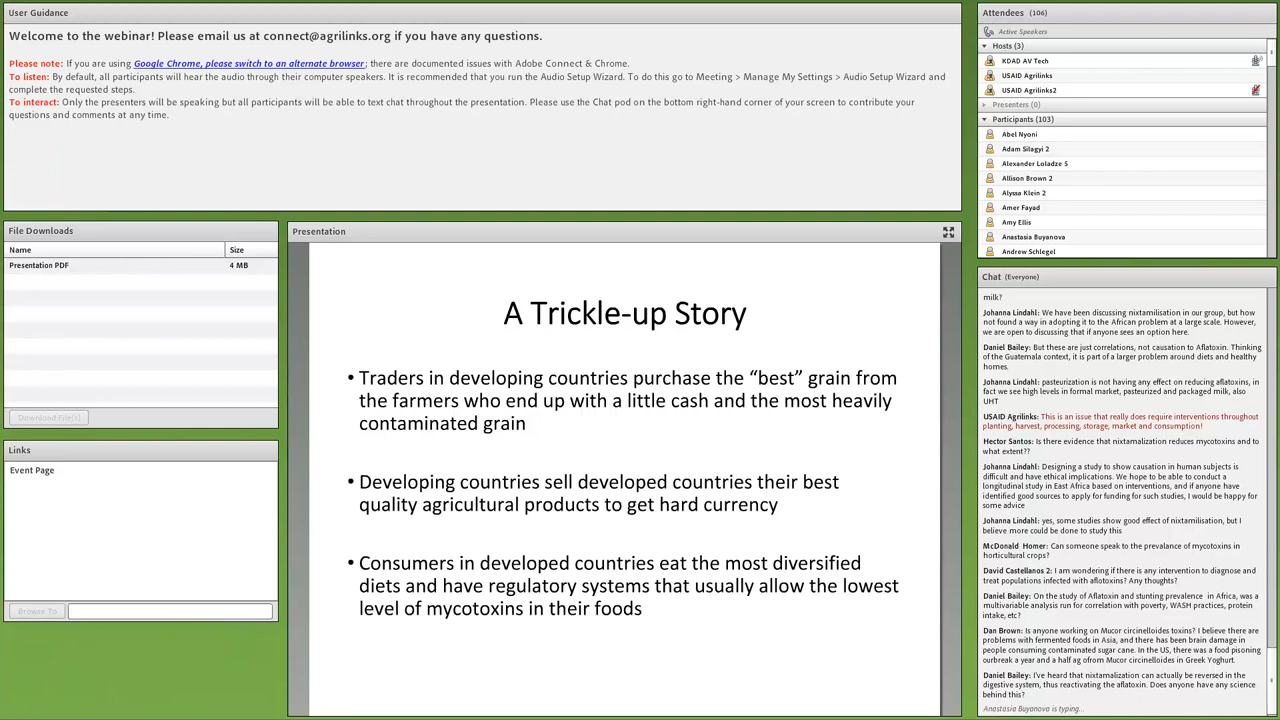 User Guidance
Welcome to the webinar! Please email us at connect@agrilinks.org if you have any questions.
Please note: If you are using Google Chrome, please switch to an alternate browser; there are documented issues with Adobe Connect & Chrome.
To listen: By default, all participants will hear the audio through their computer speakers. It is recommended that you run the Audio Setup Wizard. To do this go to Meeting > Manage My Settings > Audio Setup Wizard and
complete the requested steps.
To interact: Only the presenters will be speaking but all participants will be able to text chat throughout the presentation. Please use the Chat pod on the bottom right-hand corner of your screen to contribute your
questions and comments at any time.
File Downloads
Name Size
Presentation PDF 4 MB
Download File(s)
Links
Event Page
Browse To
Presentation
A Trickle-up Story
• Traders in developing countries purchase the “best” grain from
the farmers who end up with a little cash and the most heavily
contaminated grain
• Developing countries sell developed countries their best
quality agricultural products to get hard currency
• Consumers in developed countries eat the most diversified
diets and have regulatory systems that usually allow the lowest
level of mycotoxins in their foods
Attendees (106)
Active Speakers
Hosts (3)
KDAD AV Tech
USAID Agrilinks
USAID Agrilinks2
Presenters (0)
Participants (103)
Abel Nyoni
Adam Silagyi 2
Alexander Loladze 5
Allison Brown 2
Alyssa Klein 2
Amer Fayad
Amy Ellis
Anastasia Buyanova
Andrew Schlegel
Chat (Everyone)
milk?
Johanna Lindahl: We have been discussing nixtamilisation in our group, but how
not found a way in adopting it to the African problem at a large scale. However,
we are open to discussing that if anyone sees an option here.
Daniel Bailey: But these are just correlations, not causation to Aflatoxin. Thinking
of the Guatemala context, it is part of a larger problem around diets and healthy
homes.
Johanna Lindahl: pasteurization is not having any effect on reducing aflatoxins, in
fact we see high levels in formal market, pasteurized and packaged milk, also
UHT
USAID Agrilinks: This is an issue that really does require interventions throughout
planting, harvest, processing, storage, market and consumption!
Hector Santos: Is there evidence that nixtamalization reduces mycotoxins and to
what extent??
Johanna Lindahl: Designing a study to show causation in human subjects is
difficult and have ethical implications. We hope to be able to conduct a
longitudinal study in East Africa based on interventions, and if anyone have
identified good sources to apply for funding for such studies, I would be happy for
some advice
Johanna Lindahl: yes, some studies show good effect of nixtamilisation, but I
believe more could be done to study this
McDonald Homer: Can someone speak to the prevalance of mycotoxins in
horticultural crops?
David Castellanos 2: I am wondering if there is any intervention to diagnose and
treat populations infected with aflotoxins? Any thoughts?
Daniel Bailey: On the study of Aflatoxin and stunting prevalence in Africa, was a
multivariable analysis run for correlation with poverty, WASH practices, protein
intake, etc?
Dan Brown: Is anyone working on Mucor circinelloides toxins? I believe there are
problems with fermented foods in Asia, and there has been brain damage in
people consuming contaminated sugar cane. In the US, there was a food pisoning
ourbreak a year and a half ag ofrom Mucor circinelloides in Greek Yoghurt.
Daniel Bailey: I've heard that nixtamalization can actually be reversed in the
digestive system, thus reactivating the aflatoxin. Does anyone have any science
behind this?
Anastasia Buyanova is typing...